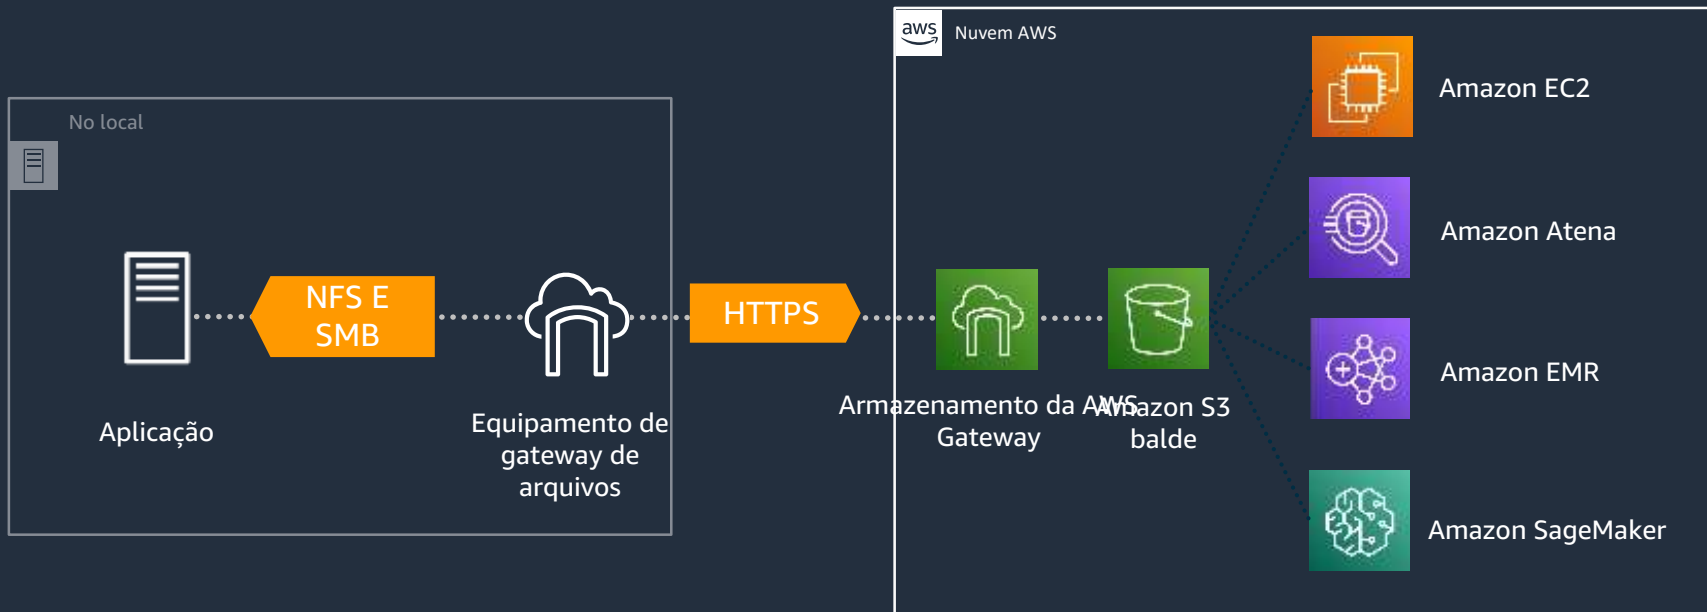 aws
Nuvem AWS
No local
Aplicação
NFS E
SMB
Equipamento de
gateway de
arquivos
HTTPS
Armazenamento da AWS
Gateway
Amazon S3
balde
Amazon EC2
Amazon Atena
Amazon EMR
Amazon SageMaker